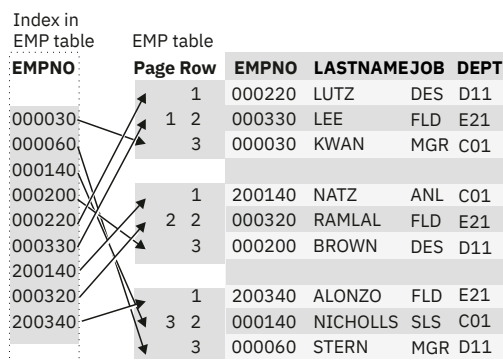 Index in
EMP table EMP table
EMPNO Page Row EMPNO LASTNAME JOB DEPT
1 000220 LUTZ DES D11
000030 1 2 000330 LEE FLD E21
000060 3 000030 KWAN MGR C01
000140
000200 1 200140 NATZ ANL C01
000220 2 2 000320 RAMLAL FLD E21
000330 3 000200 BROWN DES D11
200140
000320 1 200340 ALONZO FLD E21
200340 3 2 000140 NICHOLLS SLS C01
3 000060 STERN MGR D11